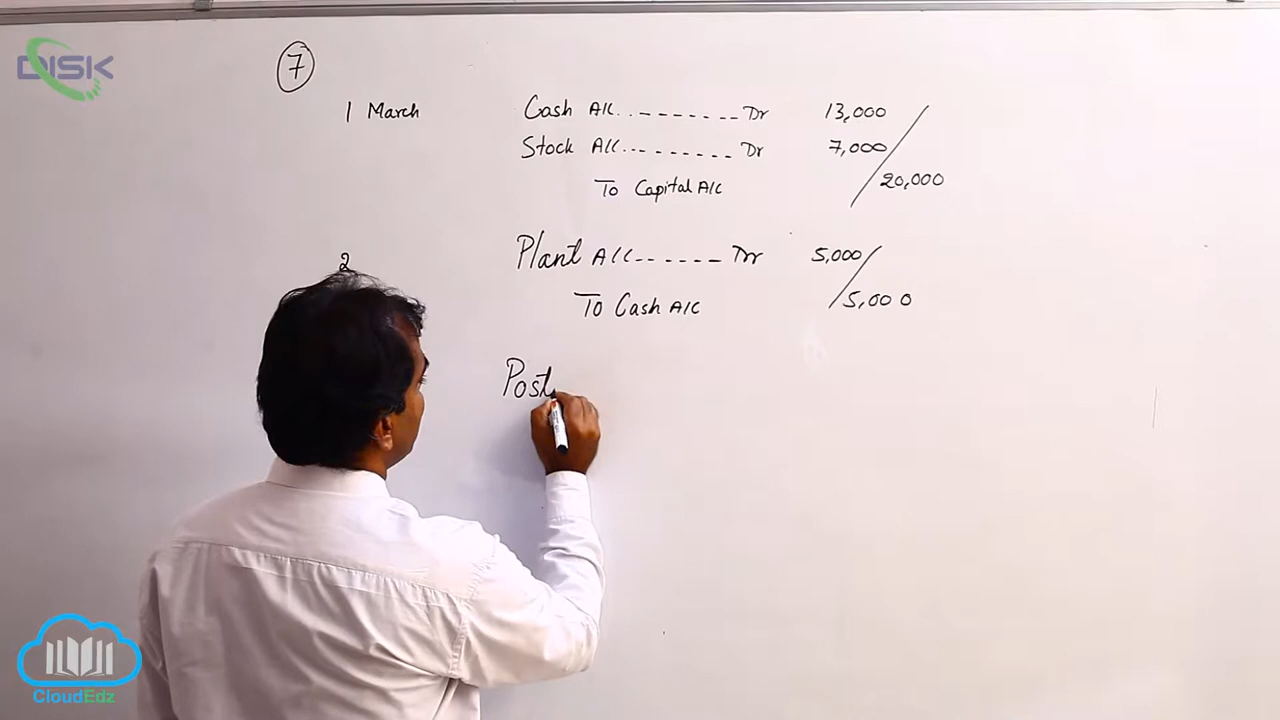 DISK
7
1 March Cash A/c..--------Dr 13,000
Stock A/c...--------Dr 7,000
To Capital A/c 20,000
2 Plant A/c------- Dr 5,000
To Cash A/c 5,000
Post
CloudEdz